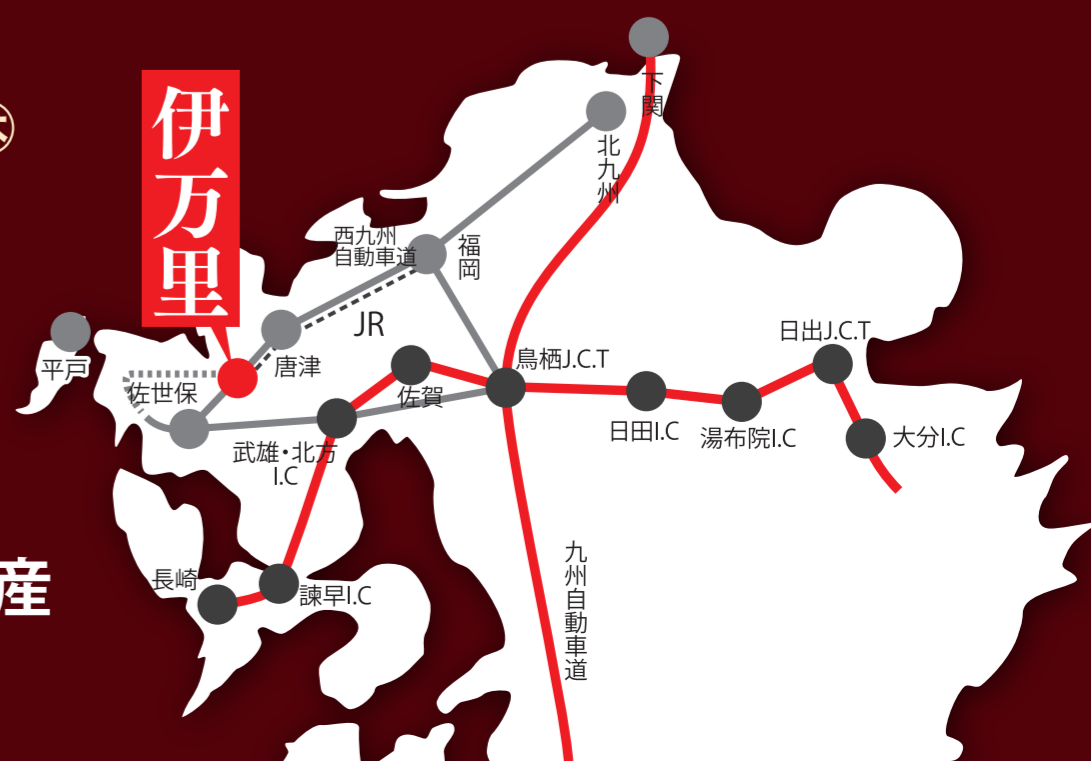 伊万里
下関
北九州
西九州
自動車道
福岡
JR
唐津
平戸
佐世保
佐賀
鳥栖J.C.T
日出J.C.T
日田I.C
湯布院I.C
大分I.C
武雄・北方
I.C
長崎
諫早I.C
九州自動車道
産